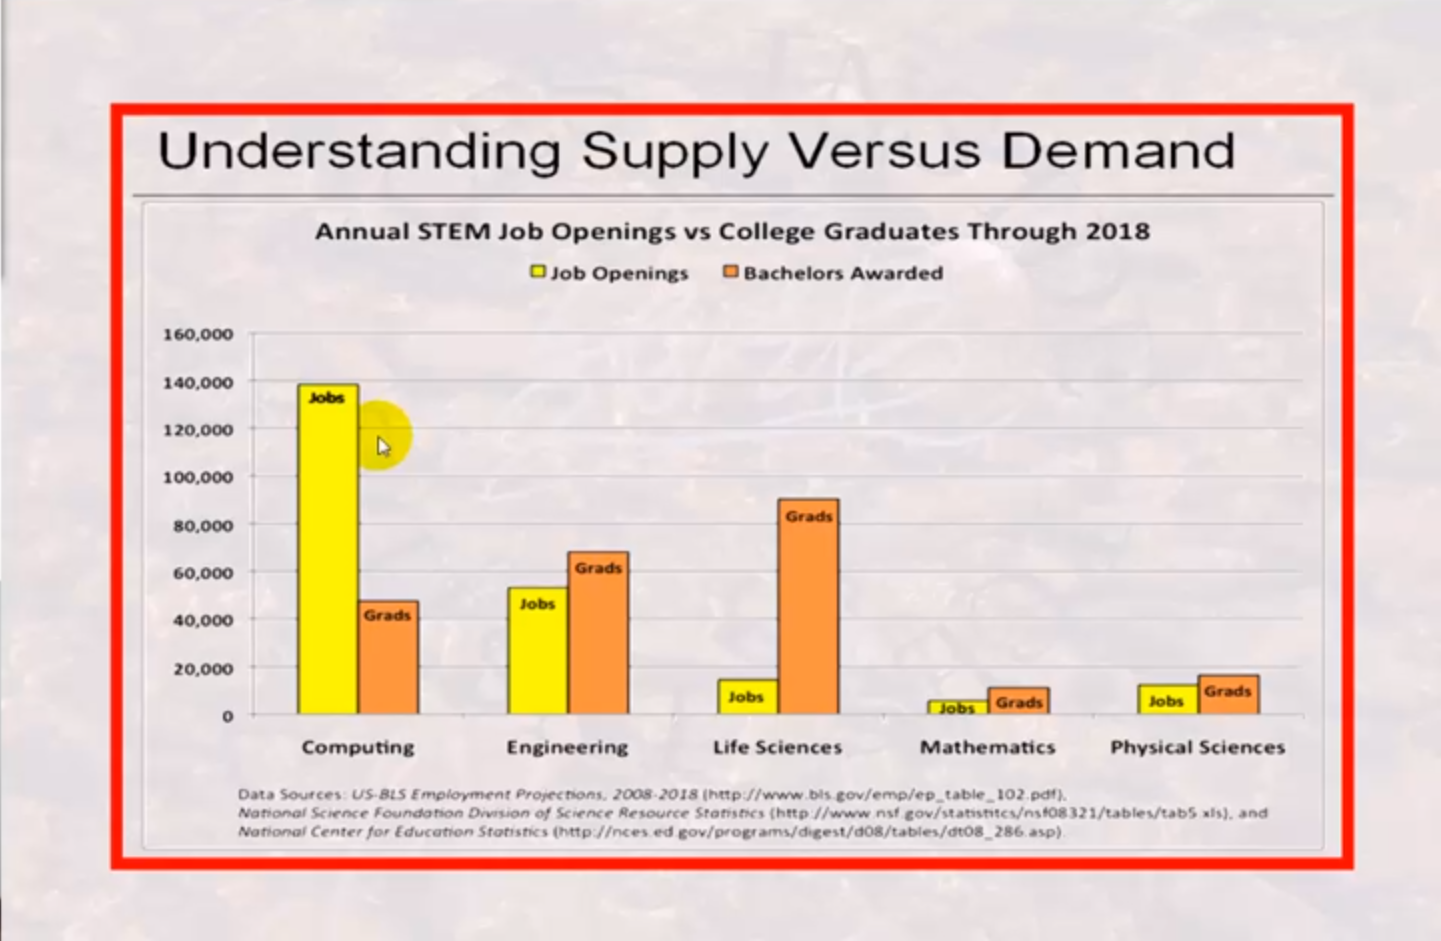 Understanding Supply Versus Demand
Annual STEM Job Openings vs College Graduates Through 2018
Job Openings Bachelors Awarded
160,000
140,000
120,000
100,000
80,000
60,000
40,000
20,000
0
Jobs
Grads
Jobs
Grads
Jobs
Grads
Jobs
Grads
Jobs
Grads
Computing Engineering Life Sciences Mathematics Physical Sciences
Data Sources: US-BLS Employment Projections, 2008-2018 (http://www.bls.gov/emp/ep_table_102.pdf),
National Science Foundation Division of Science Resource Statistics (http://www.nsf.gov/statistitcs/nsf08321/tables/tab5.xls), and
National Center for Education Statistics (http://nces.ed.gov/programs/digest/d08/tables/dt08_286.asp).